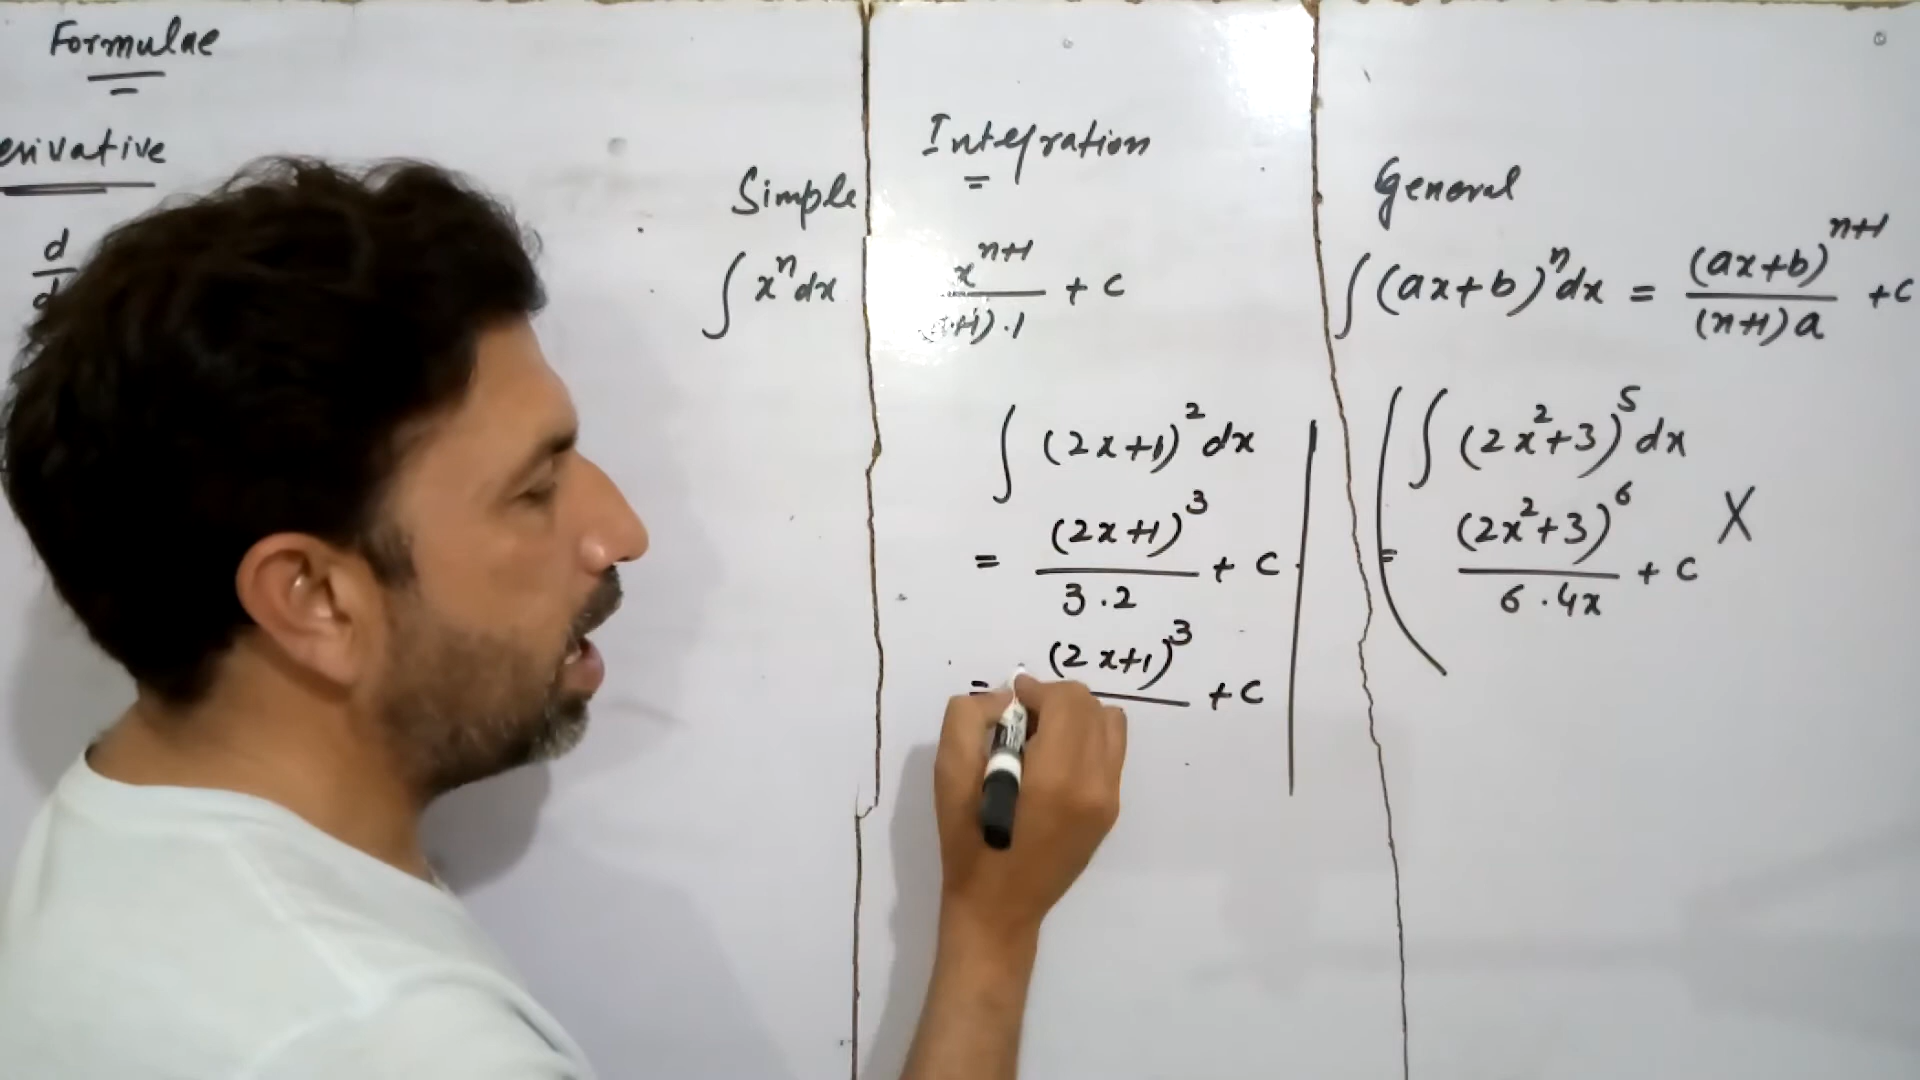 Formulae
erivative
d
d
Integration
Simple
General
∫ xⁿ dx
xⁿ⁺¹
+1) . 1
+ c
∫ (ax+b)ⁿ dx = (ax+b)ⁿ⁺¹ / (n+1) a + c
∫ (2x+1)² dx
= (2x+1)³ / 3 . 2 + c
= (2x+1)³ + c
∫ (2x²+3)⁵ dx
= (2x²+3)⁶ / 6 . 4x + c X